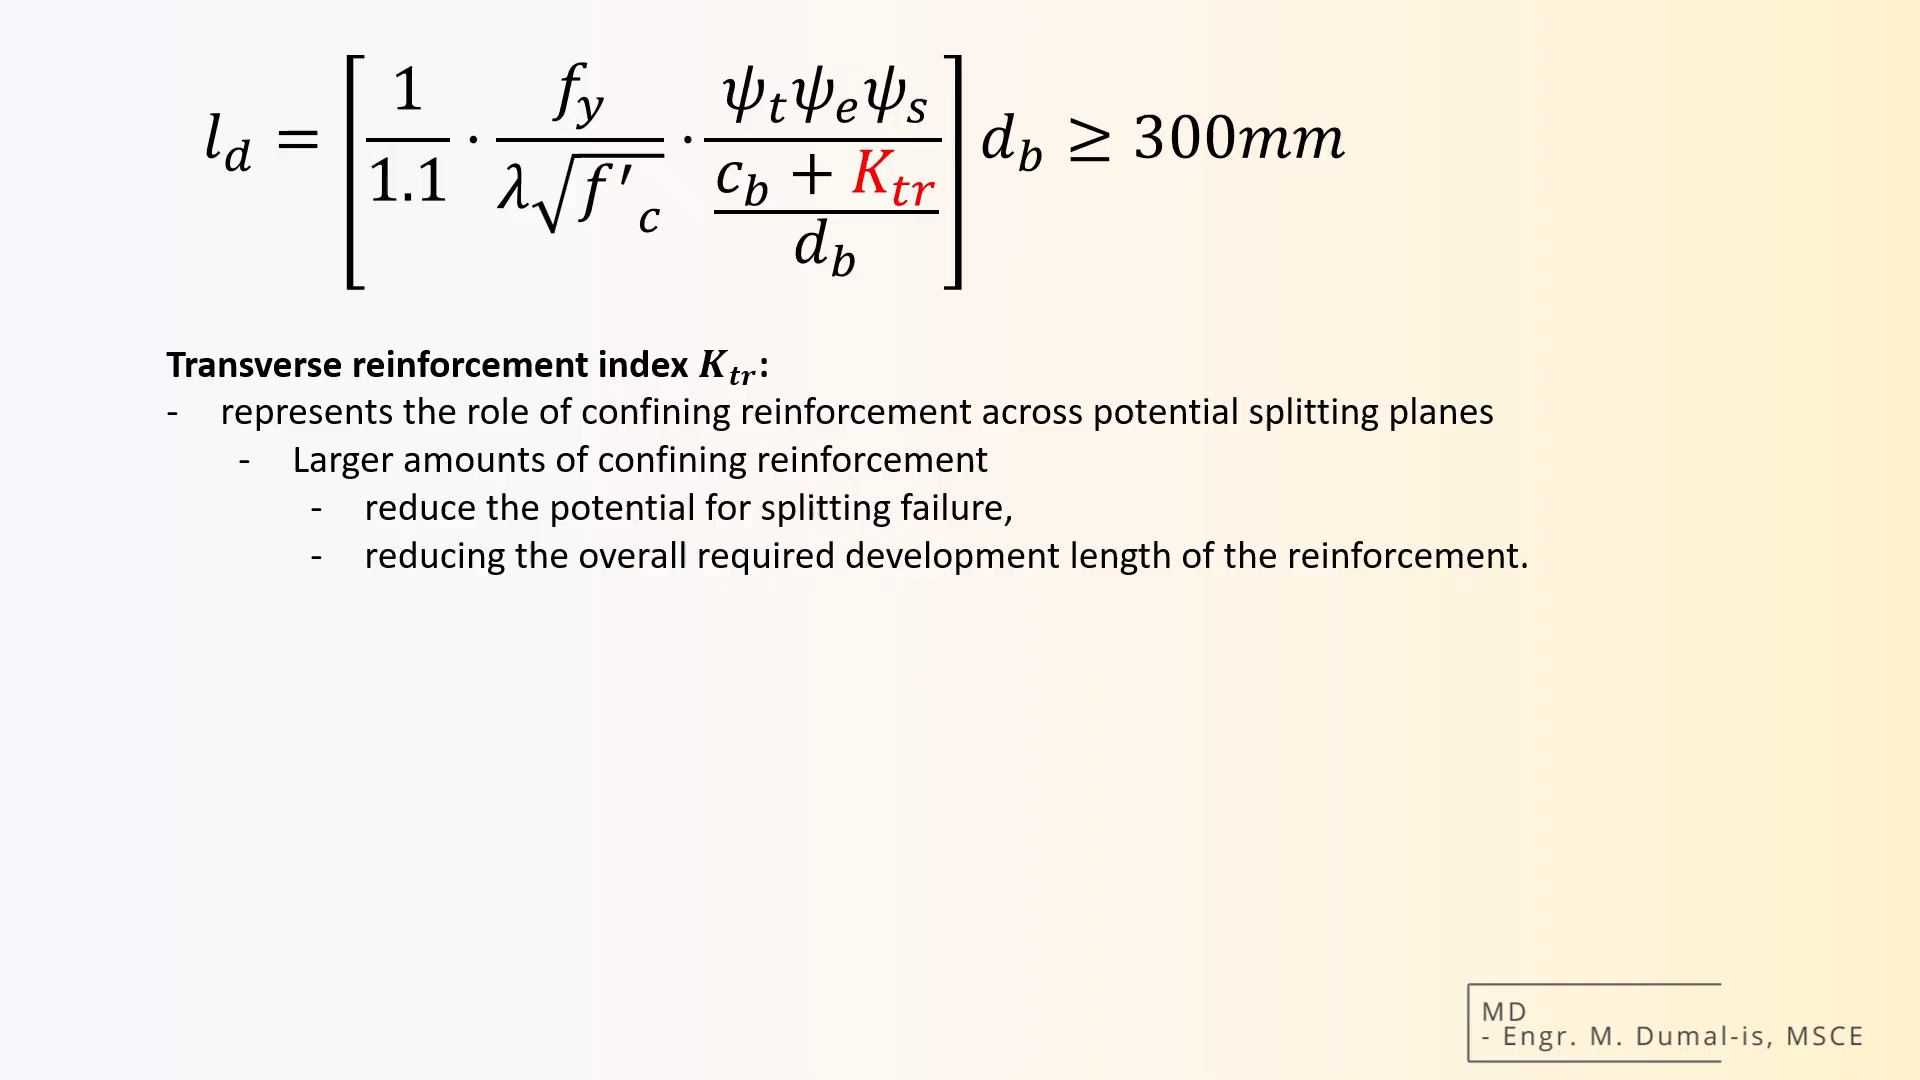 l_d = [ 1/1.1 · f_y/(λ√f'_c) · ψ_tψ_eψ_s/((c_b + K_tr)/d_b) ] d_b ≥ 300mm
Transverse reinforcement index K_tr:
- represents the role of confining reinforcement across potential splitting planes
- Larger amounts of confining reinforcement
- reduce the potential for splitting failure,
- reducing the overall required development length of the reinforcement.
MD
- Engr. M. Dumal-is, MSCE